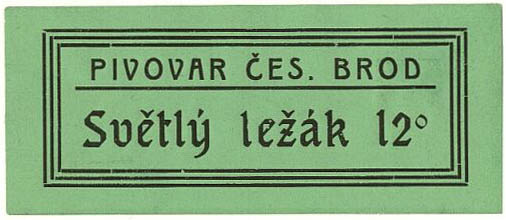 PIVOVAR ČES. BROD
Světlý ležák 12°